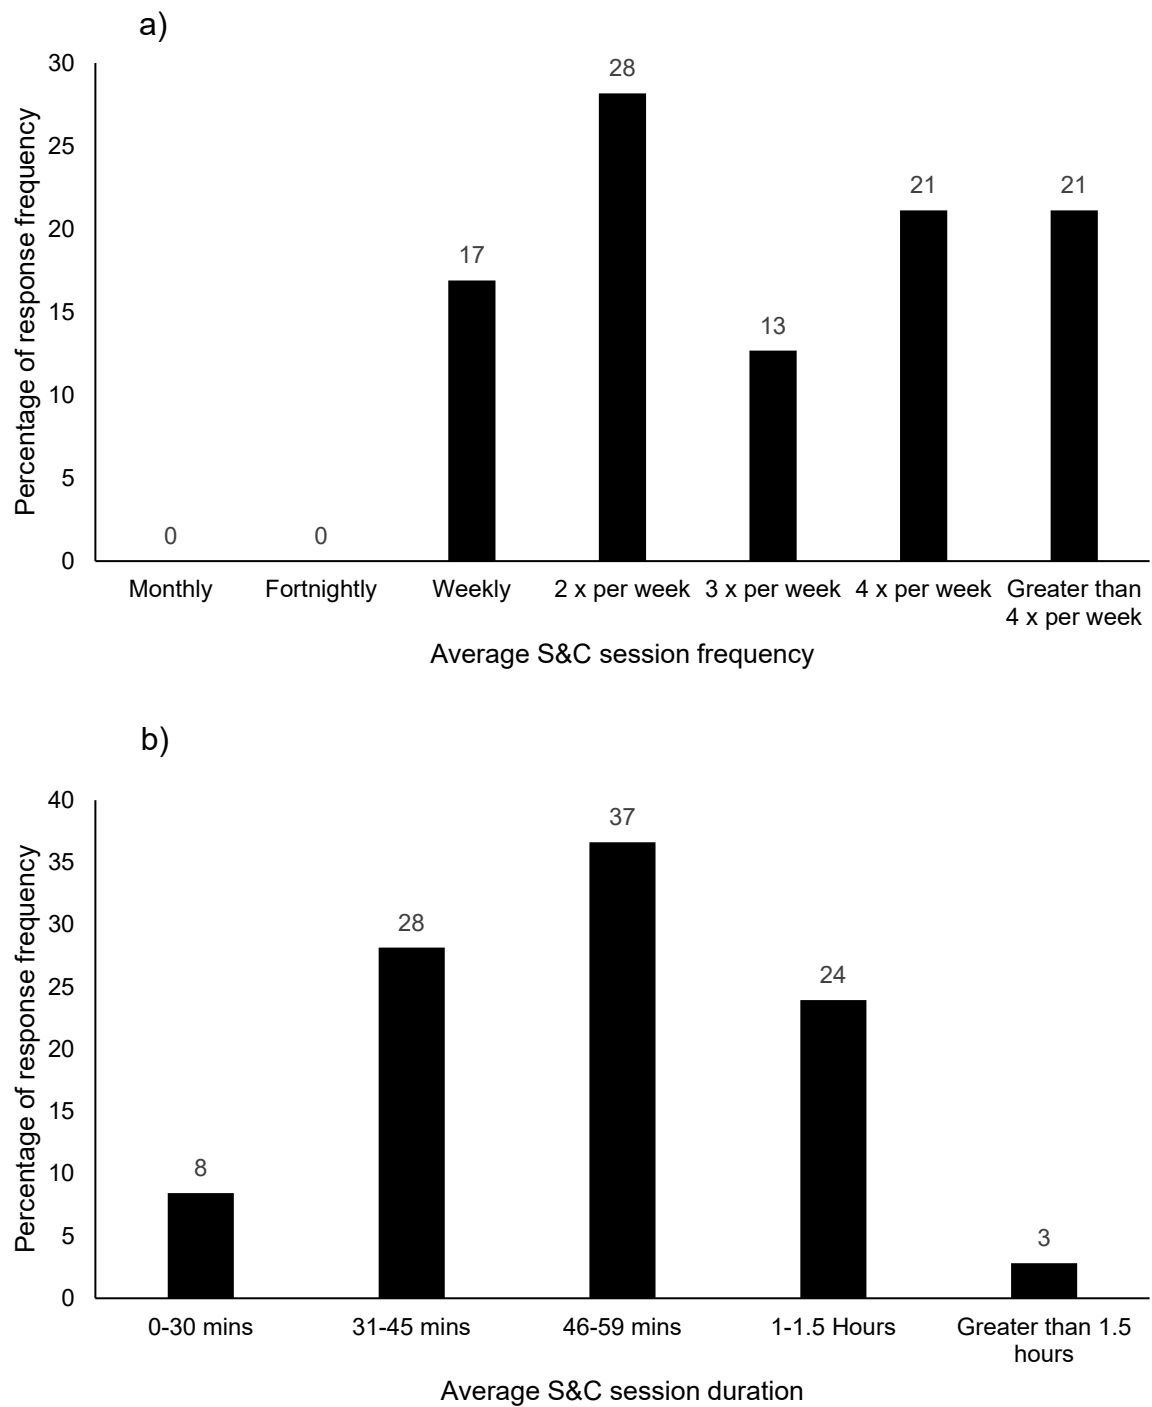 a)
Percentage of response frequency
30
25
20
15
10
5
0
0
0
17
28
13
21
21
Monthly
Fortnightly
Weekly
2 x per week
3 x per week
4 x per week
Greater than
4 x per week
Average S&C session frequency
b)
Percentage of response frequency
40
35
30
25
20
15
10
5
0
8
28
37
24
3
0-30 mins
31-45 mins
46-59 mins
1-1.5 Hours
Greater than 1.5
hours
Average S&C session duration